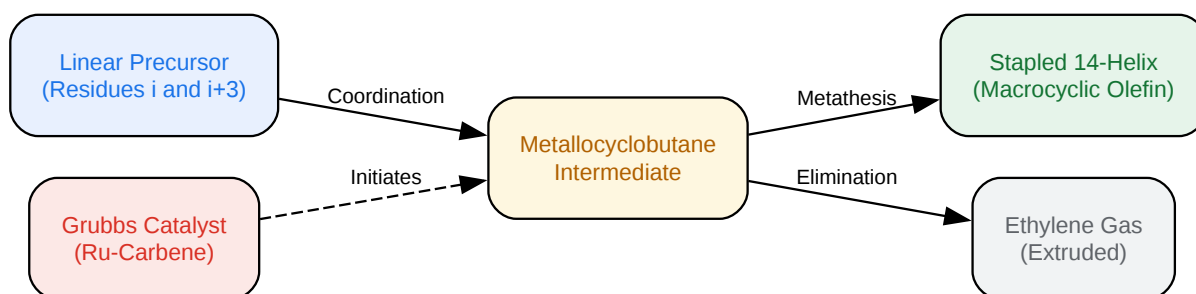 Linear Precursor
(Residues i and i+3)
Coordination
Grubbs Catalyst
(Ru-Carbene)
Initiates
Metallocyclobutane
Intermediate
Metathesis
Stapled 14-Helix
(Macrocyclic Olefin)
Elimination
Ethylene Gas
(Extruded)